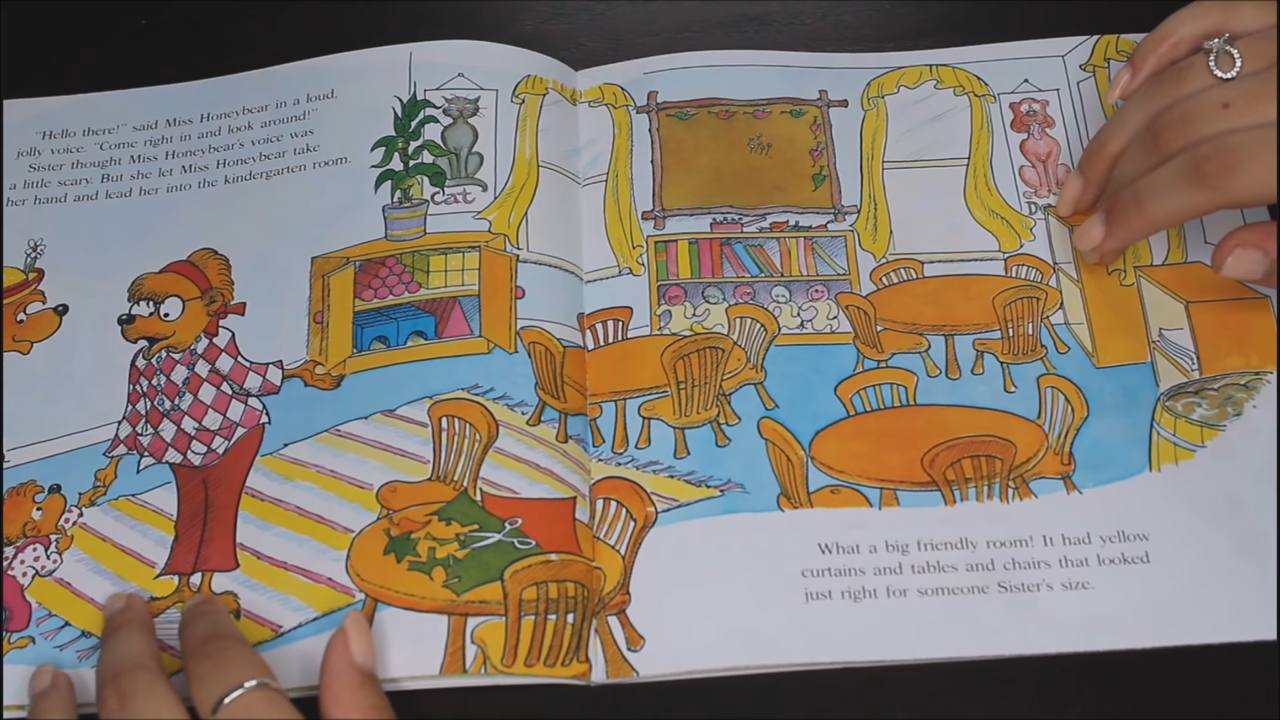 "Hello there!" said Miss Honeybear in a loud,
jolly voice. "Come right in and look around!"
Sister thought Miss Honeybear's voice was
a little scary. But she let Miss Honeybear take
her hand and lead her into the kindergarten room.
Cat
What a big friendly room! It had yellow
curtains and tables and chairs that looked
just right for someone Sister's size.